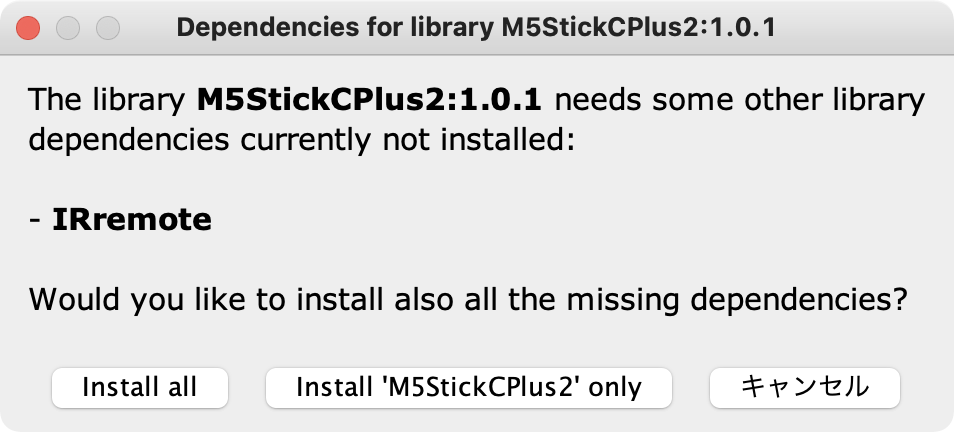 Dependencies for library M5StickCPlus2:1.0.1
The library M5StickCPlus2:1.0.1 needs some other library
dependencies currently not installed:
- IRremote
Would you like to install also all the missing dependencies?
Install all
Install 'M5StickCPlus2' only
キャンセル